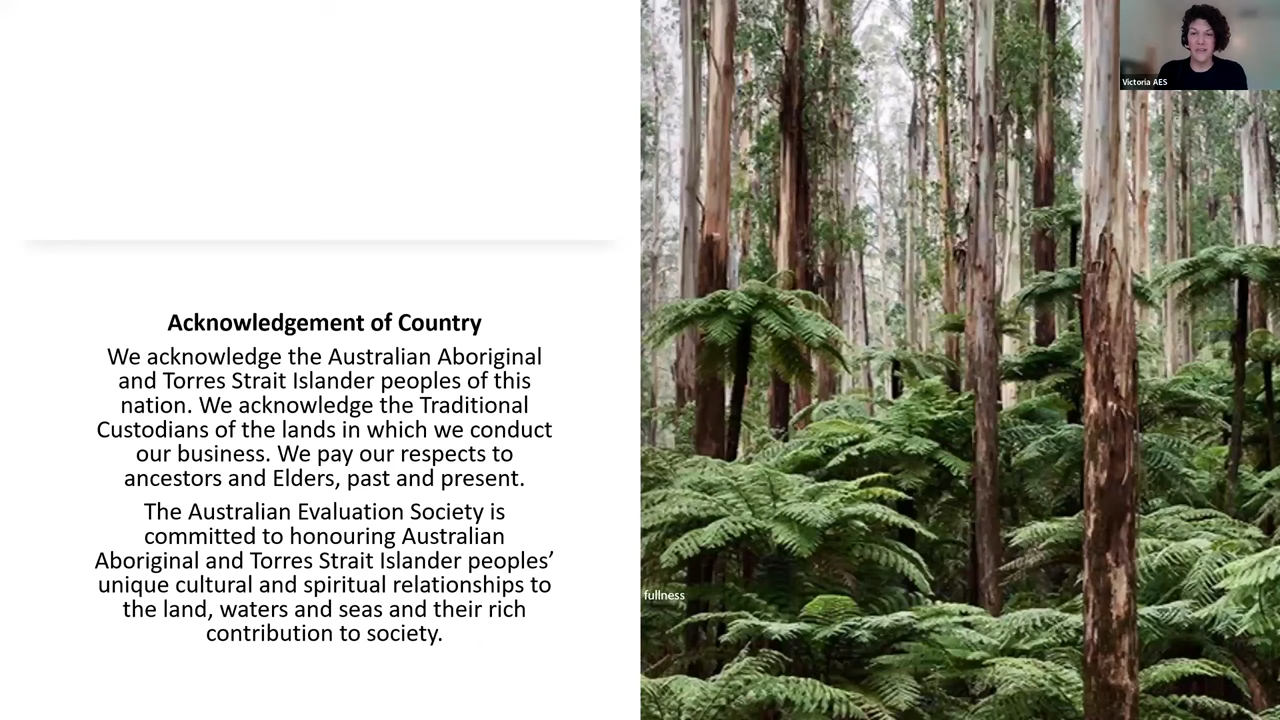 Acknowledgement of Country
We acknowledge the Australian Aboriginal
and Torres Strait Islander peoples of this
nation. We acknowledge the Traditional
Custodians of the lands in which we conduct
our business. We pay our respects to
ancestors and Elders, past and present.
The Australian Evaluation Society is
committed to honouring Australian
Aboriginal and Torres Strait Islander peoples’
unique cultural and spiritual relationships to
the land, waters and seas and their rich
contribution to society.
Victoria AES
fullness